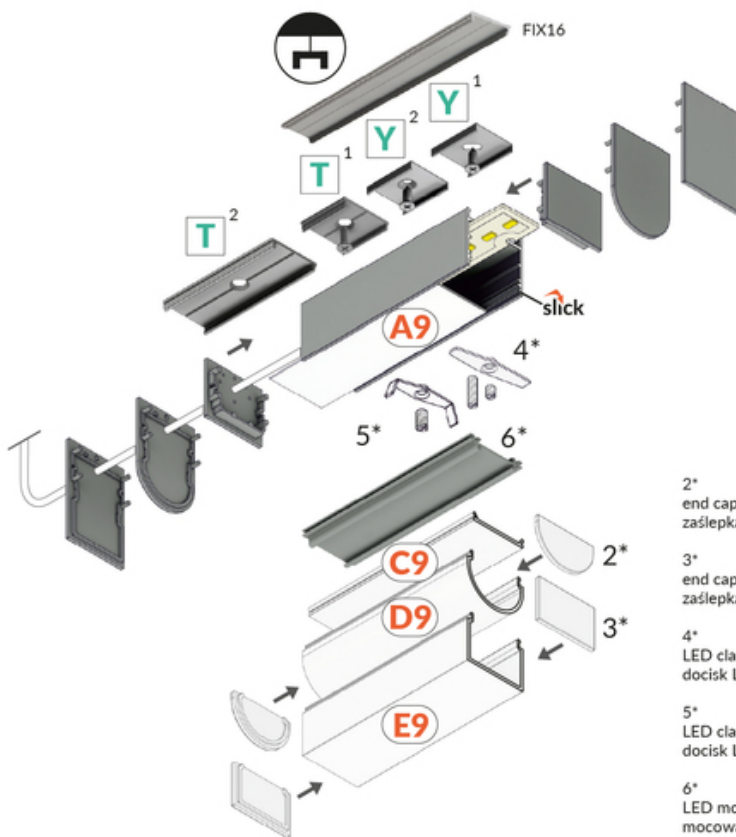 FIX16
Y 1
Y 2
T 1
T 2
slick
A9
4*
5*
6*
C9
2*
D9
3*
E9
2*
end cap
zaślepka
3*
end cap
zaślepka
4*
LED cla
docisk L
5*
LED cla
docisk L
6*
LED mo
mocowa